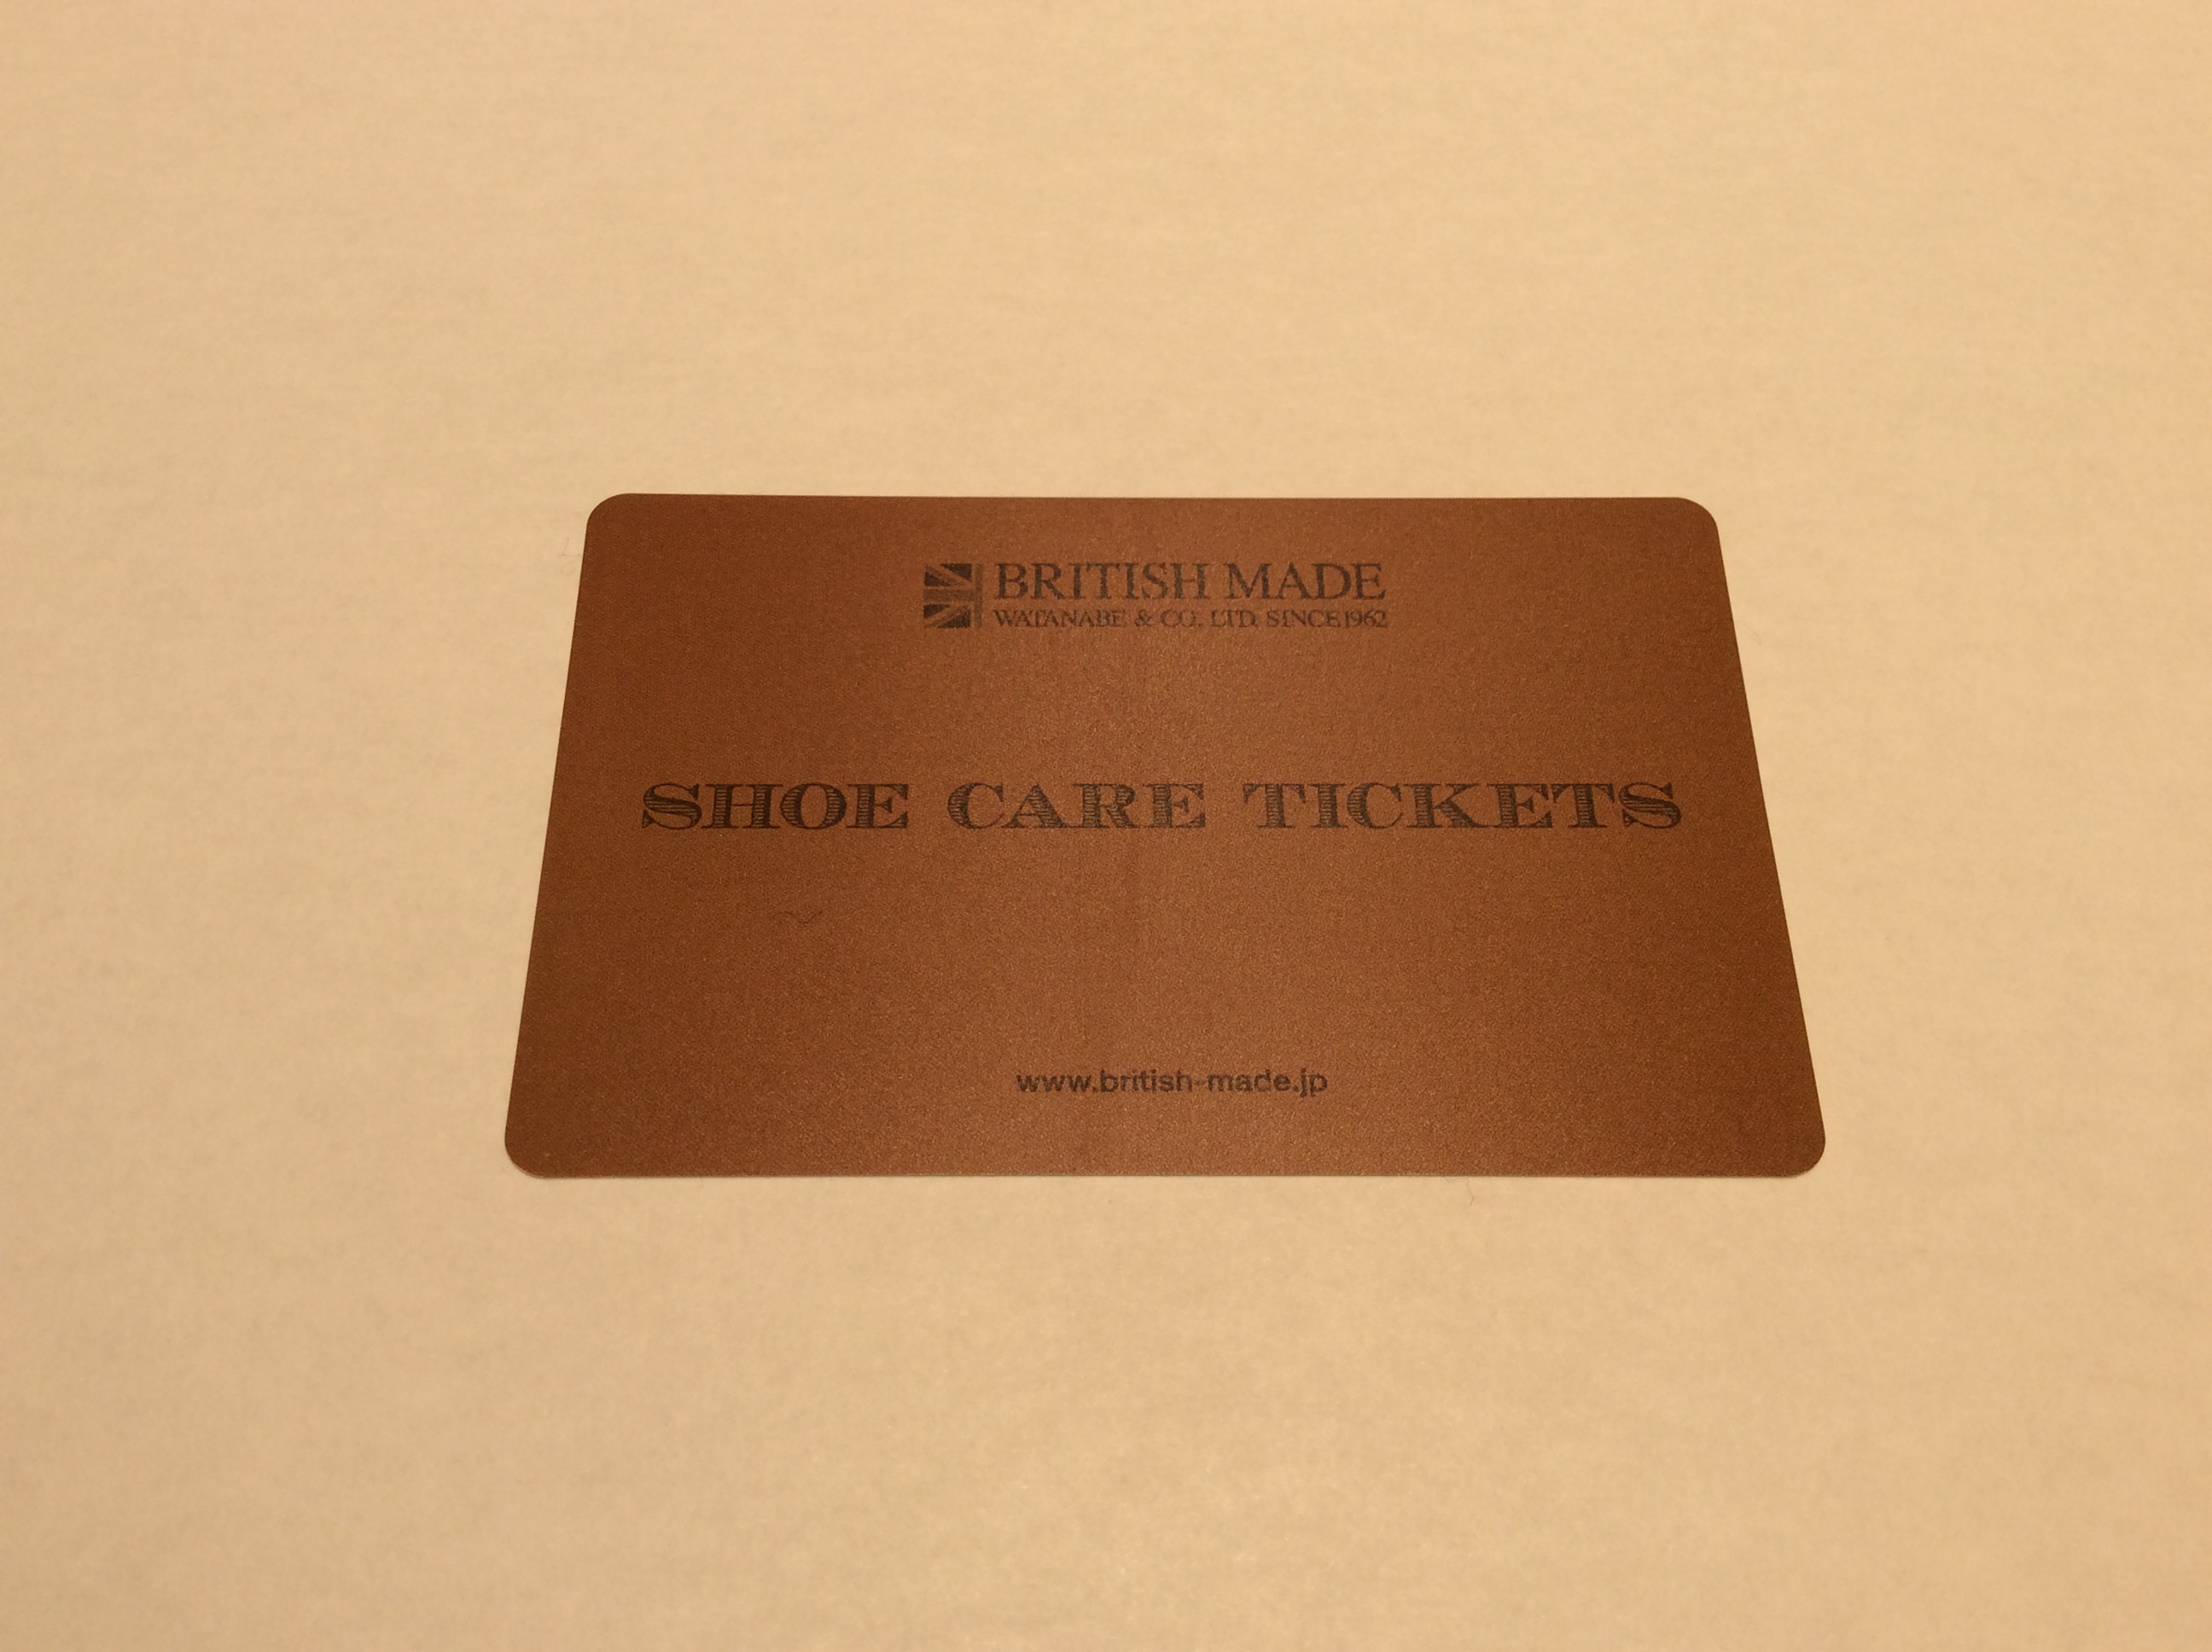 BRITISH MADE
WATANABE & CO., LTD. SINCE 1962
SHOE CARE TICKETS
www.british-made.jp